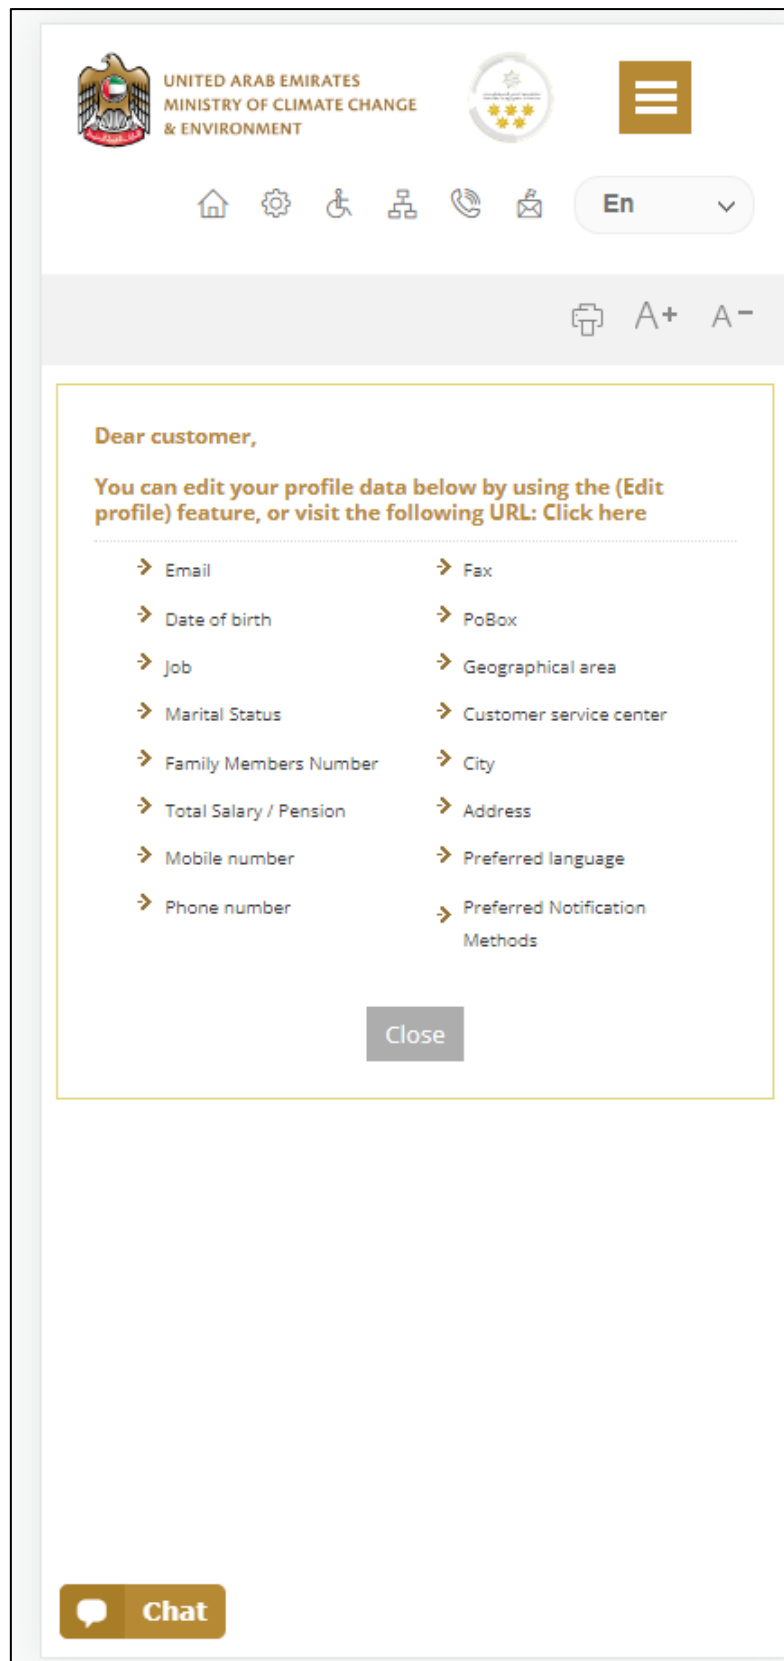 UNITED ARAB EMIRATES
MINISTRY OF CLIMATE CHANGE
& ENVIRONMENT
En
A+ A-
Dear customer,
You can edit your profile data below by using the (Edit
profile) feature, or visit the following URL: Click here
Email
Date of birth
Job
Marital Status
Family Members Number
Total Salary / Pension
Mobile number
Phone number
Fax
PoBox
Geographical area
Customer service center
City
Address
Preferred language
Preferred Notification
Methods
Close
Chat